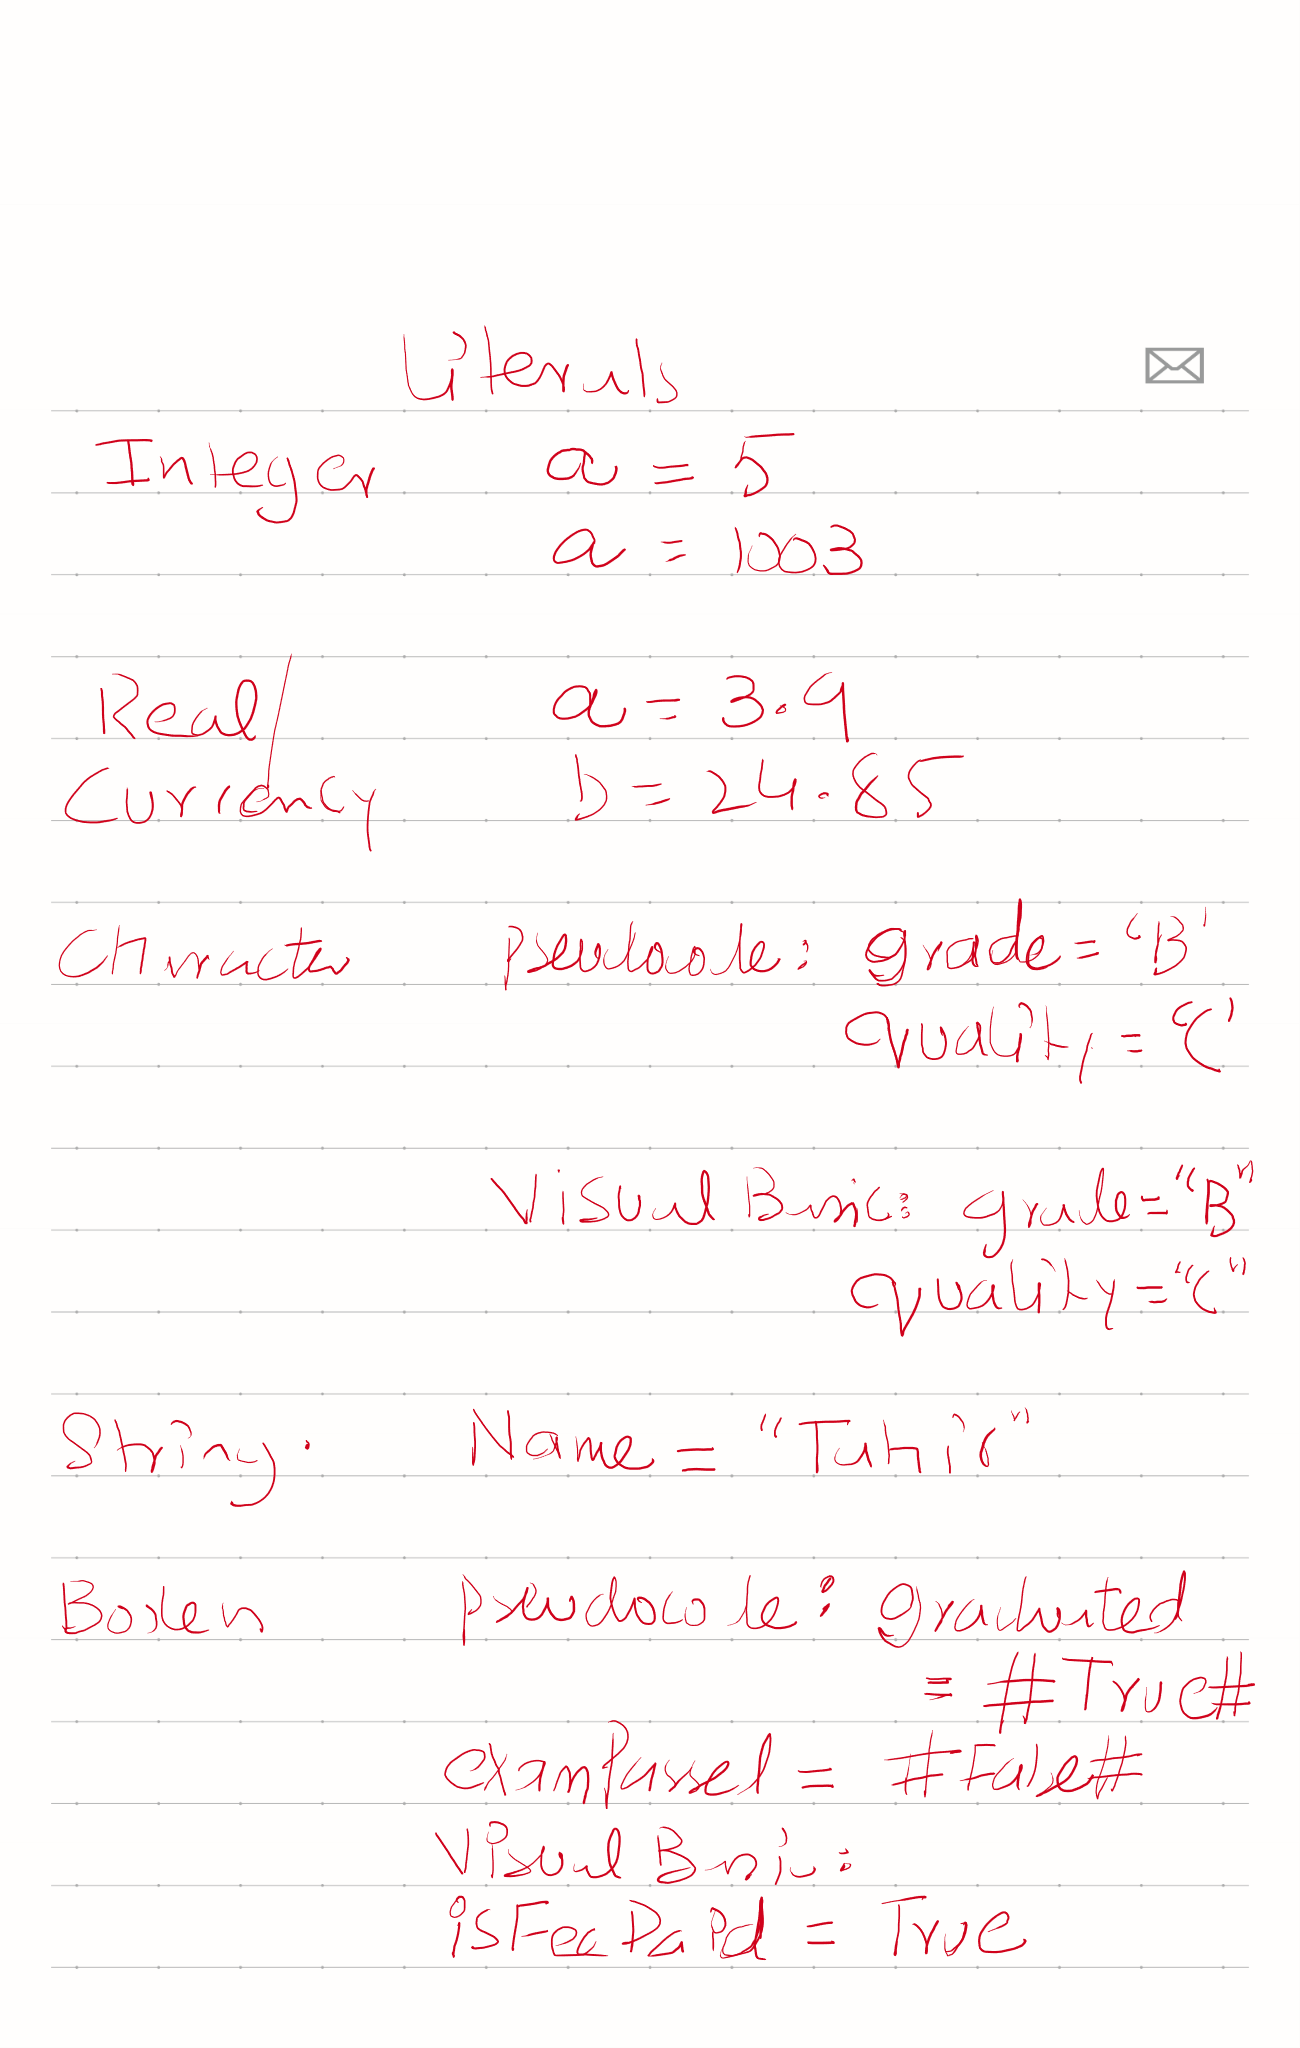 Literals
Integer a = 5
a = 1003
Real/ a = 3.9
Currency b = 24.85
Character Pseudocode: grade = 'B'
quality = 'C'
Visual Basic: grade = "B"
quality = "C"
String. Name = "Tahir"
Boolen Pseudocode: graduated
= #True#
examPassed = #False#
Visual Basic:
isFeePaid = True